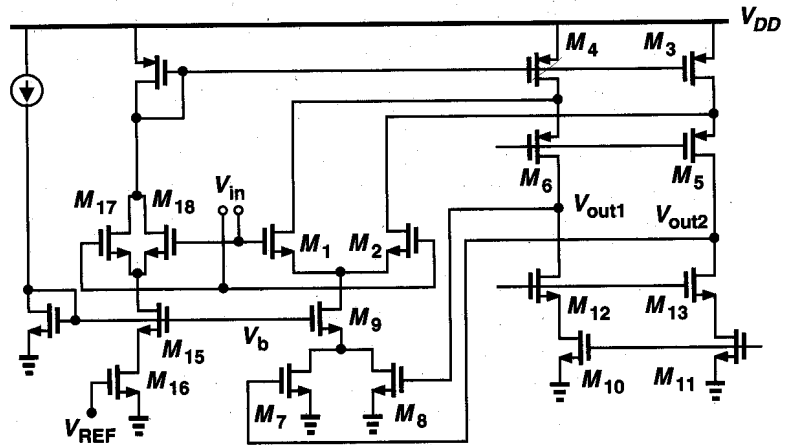 V_DD
M_4
M_3
M_6
M_5
M_17
M_18
V_in
M_1
M_2
V_out1
V_out2
M_12
M_13
M_9
V_b
M_15
M_16
M_10
M_11
M_7
M_8
V_REF